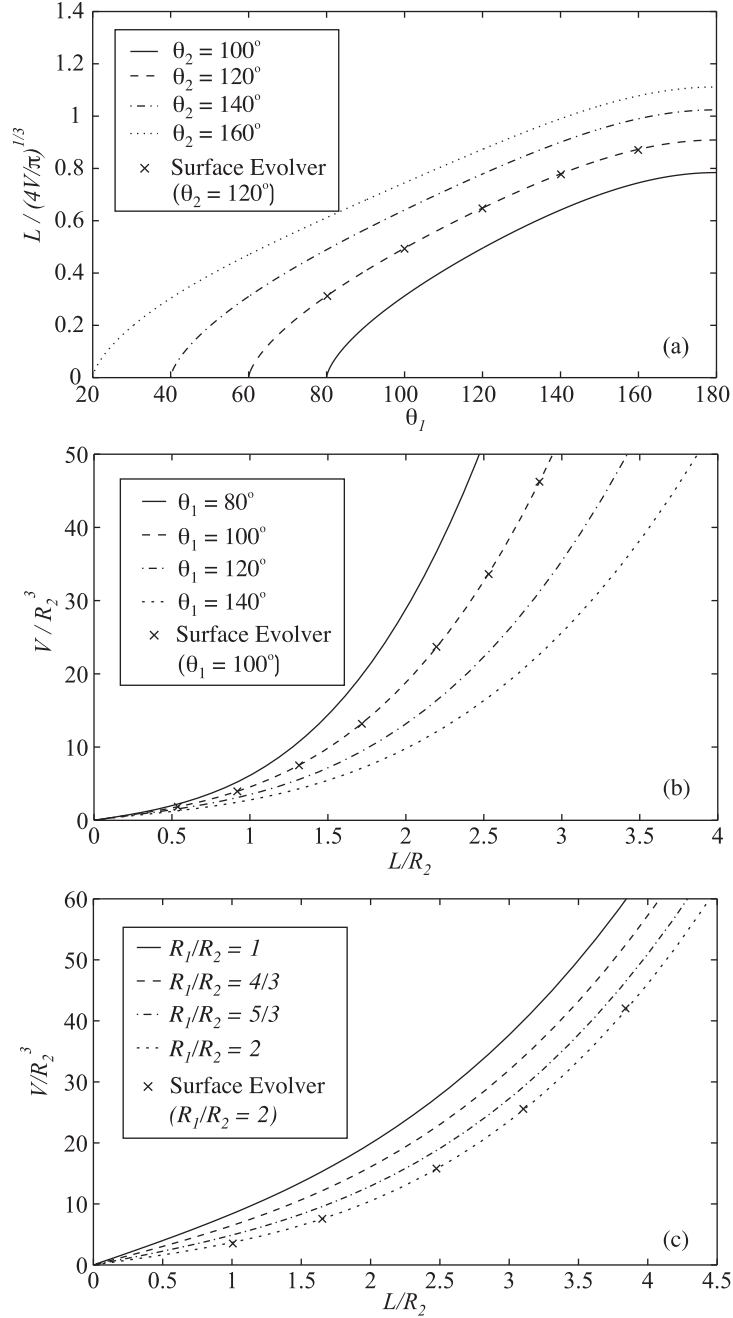 1.4
1.2
1
0.8
0.6
0.4
0.2
0
L / (4V/π)^1/3
θ2 = 100°
θ2 = 120°
θ2 = 140°
θ2 = 160°
Surface Evolver
(θ2 = 120°)
(a)
20 40 60 80 100 120 140 160 180
θ1
50
40
30
20
10
0
V / R2^3
θ1 = 80°
θ1 = 100°
θ1 = 120°
θ1 = 140°
Surface Evolver
(θ1 = 100°)
(b)
0 0.5 1 1.5 2 2.5 3 3.5 4
L/R2
60
50
40
30
20
10
0
V/R2^3
R1/R2 = 1
R1/R2 = 4/3
R1/R2 = 5/3
R1/R2 = 2
Surface Evolver
(R1/R2 = 2)
(c)
0 0.5 1 1.5 2 2.5 3 3.5 4 4.5
L/R2